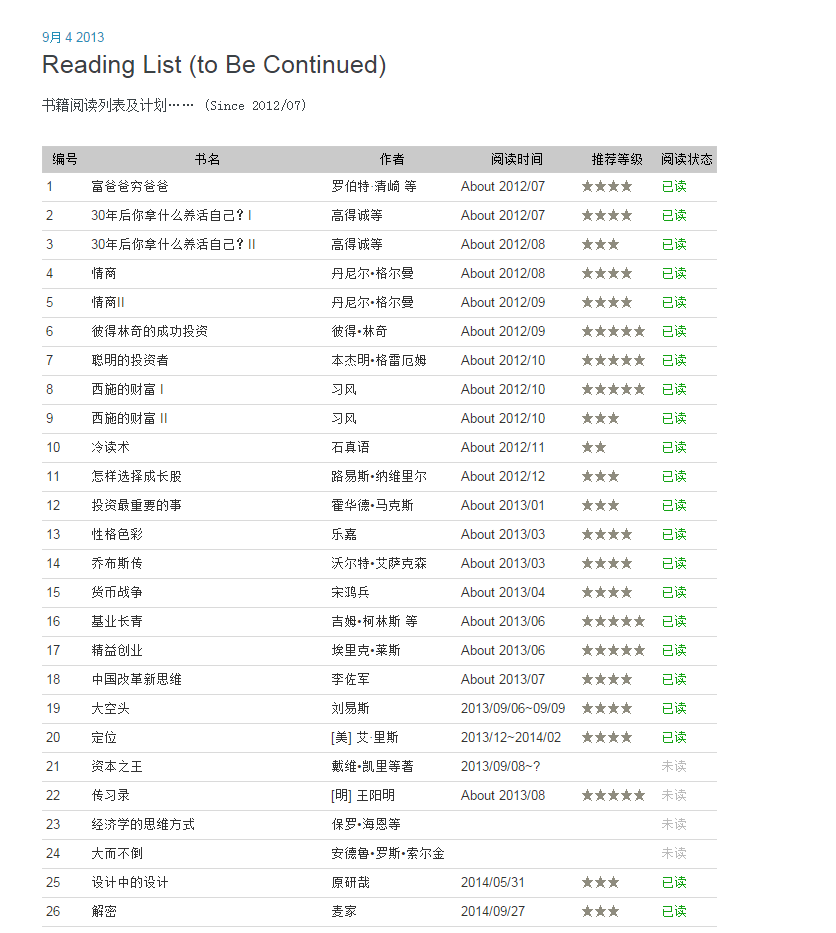 9月 4 2013
Reading List (to Be Continued)
书籍阅读列表及计划…… (Since 2012/07)
编号 书名 作者 阅读时间 推荐等级 阅读状态
1 富爸爸穷爸爸 罗伯特·清崎 等 About 2012/07 ★★★★ 已读
2 30年后你拿什么养活自己？I 高得诚等 About 2012/07 ★★★★ 已读
3 30年后你拿什么养活自己？II 高得诚等 About 2012/08 ★★★ 已读
4 情商 丹尼尔•格尔曼 About 2012/08 ★★★★ 已读
5 情商II 丹尼尔•格尔曼 About 2012/09 ★★★★ 已读
6 彼得林奇的成功投资 彼得•林奇 About 2012/09 ★★★★★ 已读
7 聪明的投资者 本杰明•格雷厄姆 About 2012/10 ★★★★★ 已读
8 西施的财富 I 习风 About 2012/10 ★★★★★ 已读
9 西施的财富 II 习风 About 2012/10 ★★★ 已读
10 冷读术 石真语 About 2012/11 ★★ 已读
11 怎样选择成长股 路易斯•纳维里尔 About 2012/12 ★★★ 已读
12 投资最重要的事 霍华德•马克斯 About 2013/01 ★★★ 已读
13 性格色彩 乐嘉 About 2013/03 ★★★★ 已读
14 乔布斯传 沃尔特•艾萨克森 About 2013/03 ★★★★ 已读
15 货币战争 宋鸿兵 About 2013/04 ★★★★ 已读
16 基业长青 吉姆•柯林斯 等 About 2013/06 ★★★★★ 已读
17 精益创业 埃里克•莱斯 About 2013/06 ★★★★★ 已读
18 中国改革新思维 李佐军 About 2013/07 ★★★★ 已读
19 大空头 刘易斯 2013/09/06~09/09 ★★★★ 已读
20 定位 [美] 艾·里斯 2013/12~2014/02 ★★★★ 已读
21 资本之王 戴维•凯里等著 2013/09/08~? 未读
22 传习录 [明] 王阳明 About 2013/08 ★★★★★ 未读
23 经济学的思维方式 保罗•海恩等 未读
24 大而不倒 安德鲁•罗斯•索尔金 未读
25 设计中的设计 原研哉 2014/05/31 ★★★ 已读
26 解密 麦家 2014/09/27 ★★★ 已读